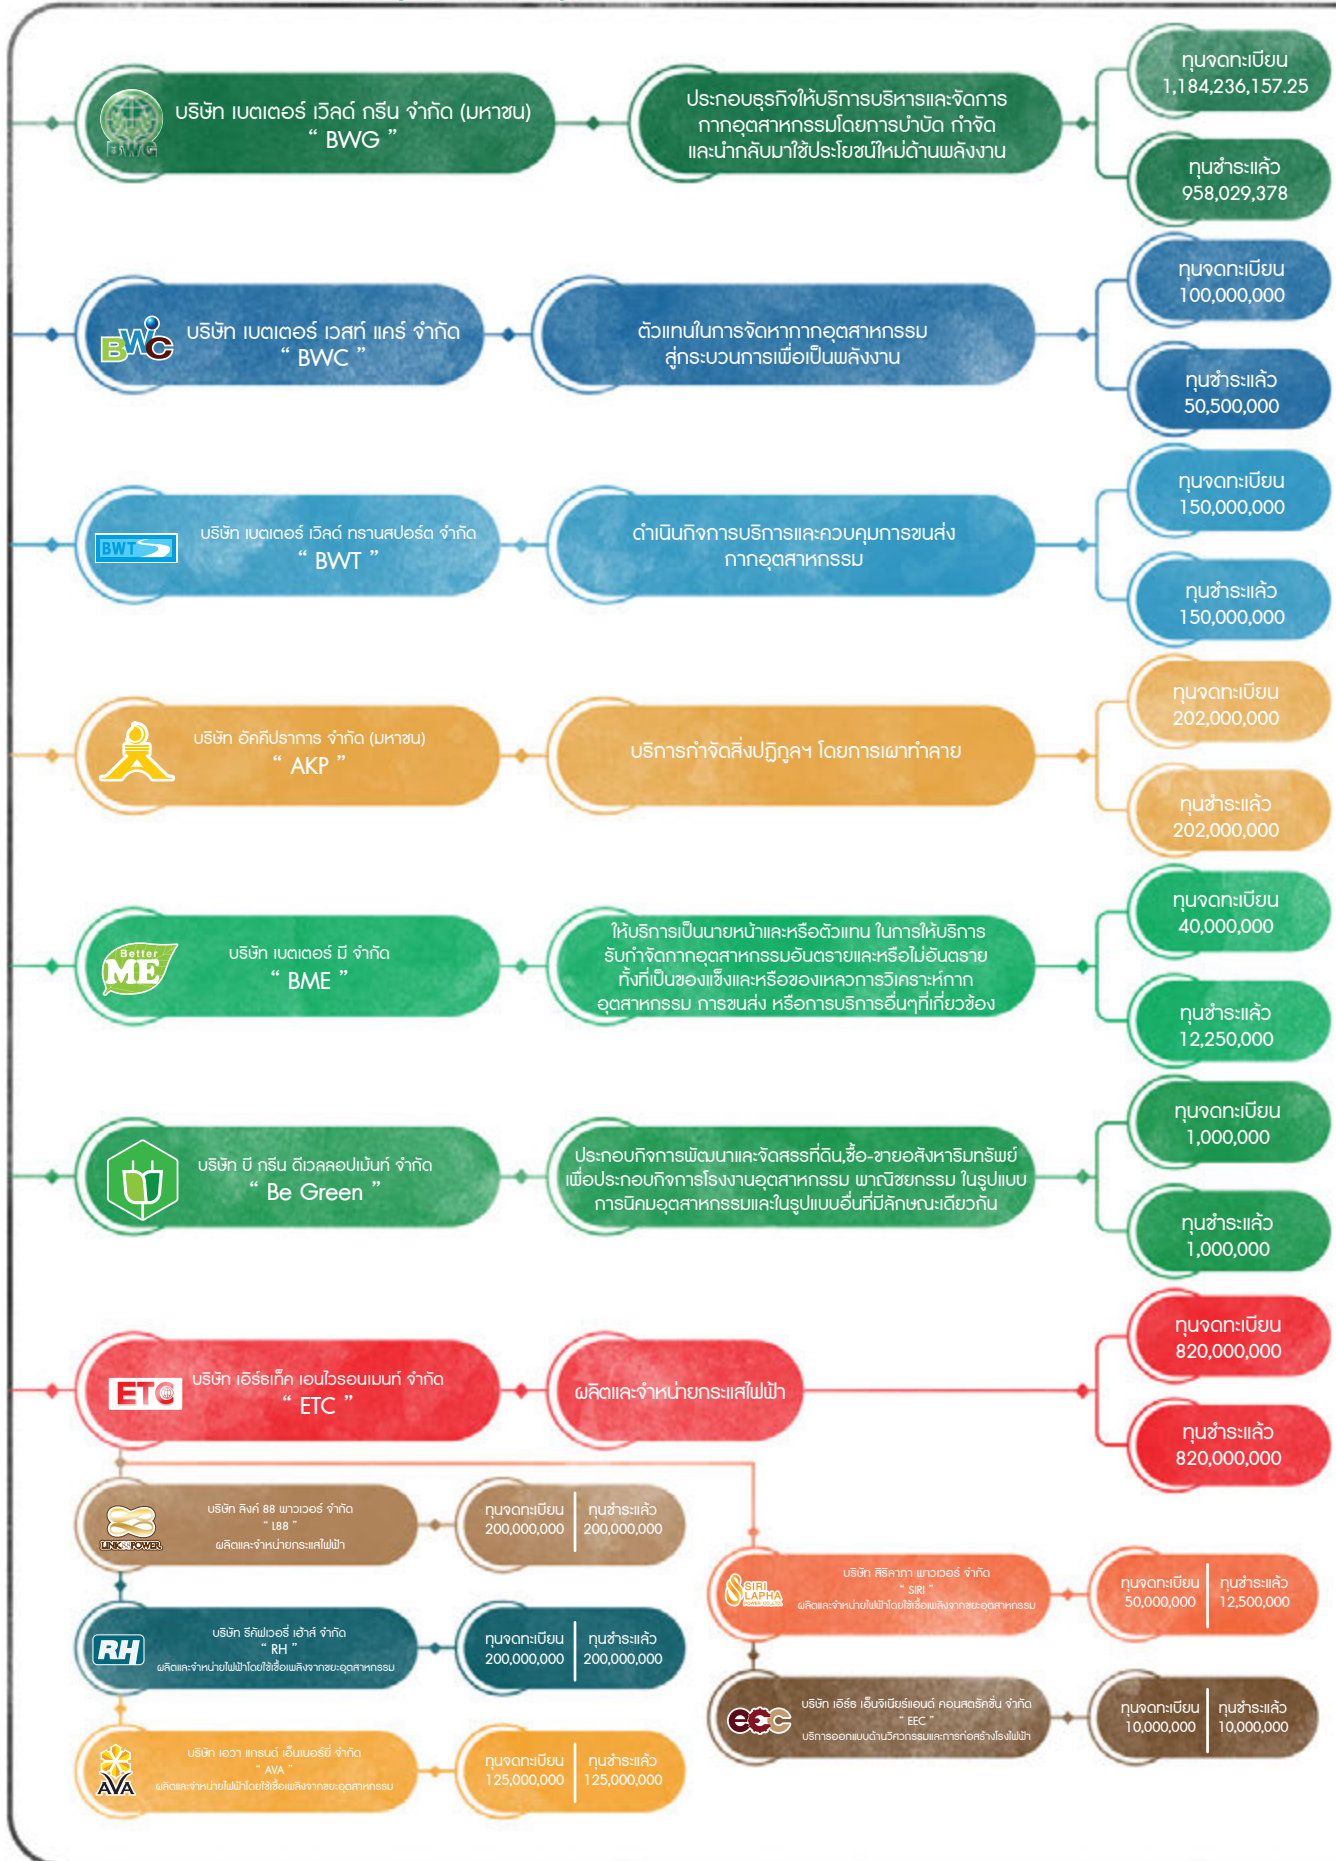 บริษัท เบตเตอร์ เวิลด์ กรีน จำกัด (มหาชน)
“ BWG ”
BWG
ประกอบธุรกิจให้บริการบริหารและจัดการ
กากอุตสาหกรรมโดยการบำบัด กำจัด
และนำกลับมาใช้ประโยชน์ใหม่ด้านพลังงาน
ทุนจดทะเบียน
1,184,236,157.25
ทุนชำระแล้ว
958,029,378
BWC
บริษัท เบตเตอร์ เวสท์ แคร์ จำกัด
“ BWC ”
ตัวแทนในการจัดหากากอุตสาหกรรม
สู่กระบวนการเพื่อเป็นพลังงาน
ทุนจดทะเบียน
100,000,000
ทุนชำระแล้ว
50,500,000
BWT
บริษัท เบตเตอร์ เวิลด์ ทรานสปอร์ต จำกัด
“ BWT ”
ดำเนินกิจการบริการและควบคุมการขนส่ง
กากอุตสาหกรรม
ทุนจดทะเบียน
150,000,000
ทุนชำระแล้ว
150,000,000
บริษัท อัคคีปราการ จำกัด (มหาชน)
“ AKP ”
บริการกำจัดสิ่งปฏิกูลฯ โดยการเผาทำลาย
ทุนจดทะเบียน
202,000,000
ทุนชำระแล้ว
202,000,000
Better
ME
บริษัท เบตเตอร์ มี จำกัด
“ BME ”
ให้บริการเป็นนายหน้าและหรือตัวแทน ในการให้บริการ
รับกำจัดกากอุตสาหกรรมอันตรายและหรือไม่อันตราย
ทั้งที่เป็นของแข็งและหรือของเหลวการวิเคราะห์กาก
อุตสาหกรรม การขนส่ง หรือการบริการอื่นๆที่เกี่ยวข้อง
ทุนจดทะเบียน
40,000,000
ทุนชำระแล้ว
12,250,000
บริษัท บี กรีน ดีเวลลอปเม้นท์ จำกัด
“ Be Green ”
ประกอบกิจการพัฒนาและจัดสรรที่ดิน,ซื้อ-ขายอสังหาริมทรัพย์
เพื่อประกอบกิจการโรงงานอุตสาหกรรม พาณิชยกรรม ในรูปแบบ
การนิคมอุตสาหกรรมและในรูปแบบอื่นที่มีลักษณะเดียวกัน
ทุนจดทะเบียน
1,000,000
ทุนชำระแล้ว
1,000,000
ETC
บริษัท เอิร์ธเท็ค เอนไวรอนเมนท์ จำกัด
“ ETC ”
ผลิตและจำหน่ายกระแสไฟฟ้า
ทุนจดทะเบียน
820,000,000
ทุนชำระแล้ว
820,000,000
LINK88POWER
บริษัท ลิงค์ 88 พาวเวอร์ จำกัด
“ L88 ”
ผลิตและจำหน่ายกระแสไฟฟ้า
ทุนจดทะเบียน ทุนชำระแล้ว
200,000,000 200,000,000
RH
บริษัท รีคัฟเวอรี่ เฮ้าส์ จำกัด
“ RH ”
ผลิตและจำหน่ายไฟฟ้าโดยใช้เชื้อเพลิงจากขยะอุตสาหกรรม
ทุนจดทะเบียน ทุนชำระแล้ว
200,000,000 200,000,000
AVA
บริษัท เอวา แกรนด์ เอ็นเนอร์ยี่ จำกัด
“ AVA ”
ผลิตและจำหน่ายไฟฟ้าโดยใช้เชื้อเพลิงจากขยะอุตสาหกรรม
ทุนจดทะเบียน ทุนชำระแล้ว
125,000,000 125,000,000
SIRI
LAPHA
บริษัท สิริลาภา พาวเวอร์ จำกัด
“ SIRI ”
ผลิตและจำหน่ายไฟฟ้าโดยใช้เชื้อเพลิงจากขยะอุตสาหกรรม
ทุนจดทะเบียน ทุนชำระแล้ว
50,000,000 12,500,000
eec
บริษัท เอิร์ธ เอ็นจิเนียร์แอนด์ คอนสตรัคชั่น จำกัด
“ EEC ”
บริการออกแบบด้านวิศวกรรมและการก่อสร้างโรงไฟฟ้า
ทุนจดทะเบียน ทุนชำระแล้ว
10,000,000 10,000,000